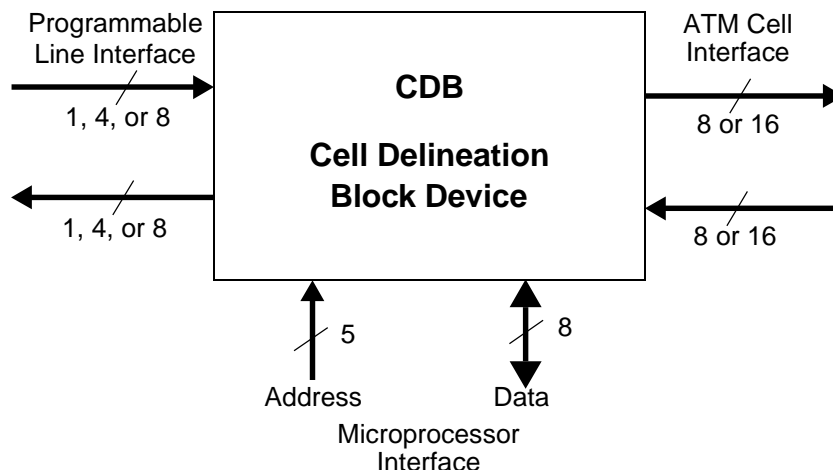 Programmable
Line Interface
1, 4, or 8
1, 4, or 8
CDB
Cell Delineation
Block Device
ATM Cell
Interface
8 or 16
8 or 16
5
8
Address
Data
Microprocessor
Interface